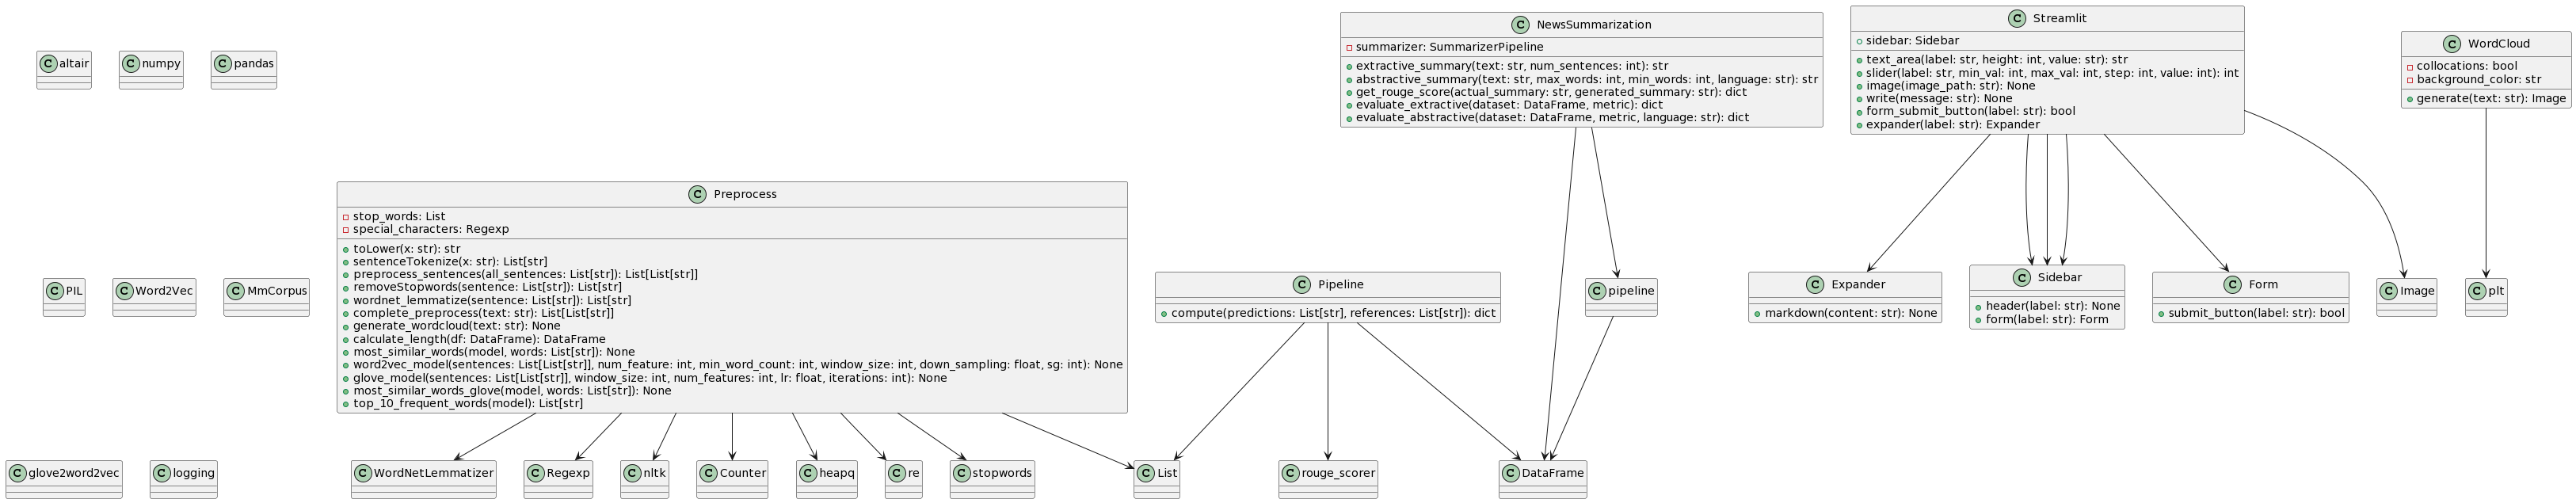 C altair
C numpy
C pandas
C NewsSummarization
summarizer: SummarizerPipeline
extractive_summary(text: str, num_sentences: int): str
abstractive_summary(text: str, max_words: int, min_words: int, language: str): str
get_rouge_score(actual_summary: str, generated_summary: str): dict
evaluate_extractive(dataset: DataFrame, metric): dict
evaluate_abstractive(dataset: DataFrame, metric, language: str): dict
C Streamlit
sidebar: Sidebar
text_area(label: str, height: int, value: str): str
slider(label: str, min_val: int, max_val: int, step: int, value: int): int
image(image_path: str): None
write(message: str): None
form_submit_button(label: str): bool
expander(label: str): Expander
C WordCloud
collocations: bool
background_color: str
generate(text: str): Image
C PIL
C Word2Vec
C MmCorpus
C Preprocess
stop_words: List
special_characters: Regexp
toLower(x: str): str
sentenceTokenize(x: str): List[str]
preprocess_sentences(all_sentences: List[str]): List[List[str]]
removeStopwords(sentence: List[str]): List[str]
wordnet_lemmatize(sentence: List[str]): List[str]
complete_preprocess(text: str): List[List[str]]
generate_wordcloud(text: str): None
calculate_length(df: DataFrame): DataFrame
most_similar_words(model, words: List[str]): None
word2vec_model(sentences: List[List[str]], num_feature: int, min_word_count: int, window_size: int, down_sampling: float, sg: int): None
glove_model(sentences: List[List[str]], window_size: int, num_features: int, lr: float, iterations: int): None
most_similar_words_glove(model, words: List[str]): None
top_10_frequent_words(model): List[str]
C Pipeline
compute(predictions: List[str], references: List[str]): dict
C pipeline
C Expander
markdown(content: str): None
C Sidebar
header(label: str): None
form(label: str): Form
C Form
submit_button(label: str): bool
C Image
C plt
C glove2word2vec
C logging
C WordNetLemmatizer
C Regexp
C nltk
C Counter
C heapq
C re
C stopwords
C List
C rouge_scorer
C DataFrame